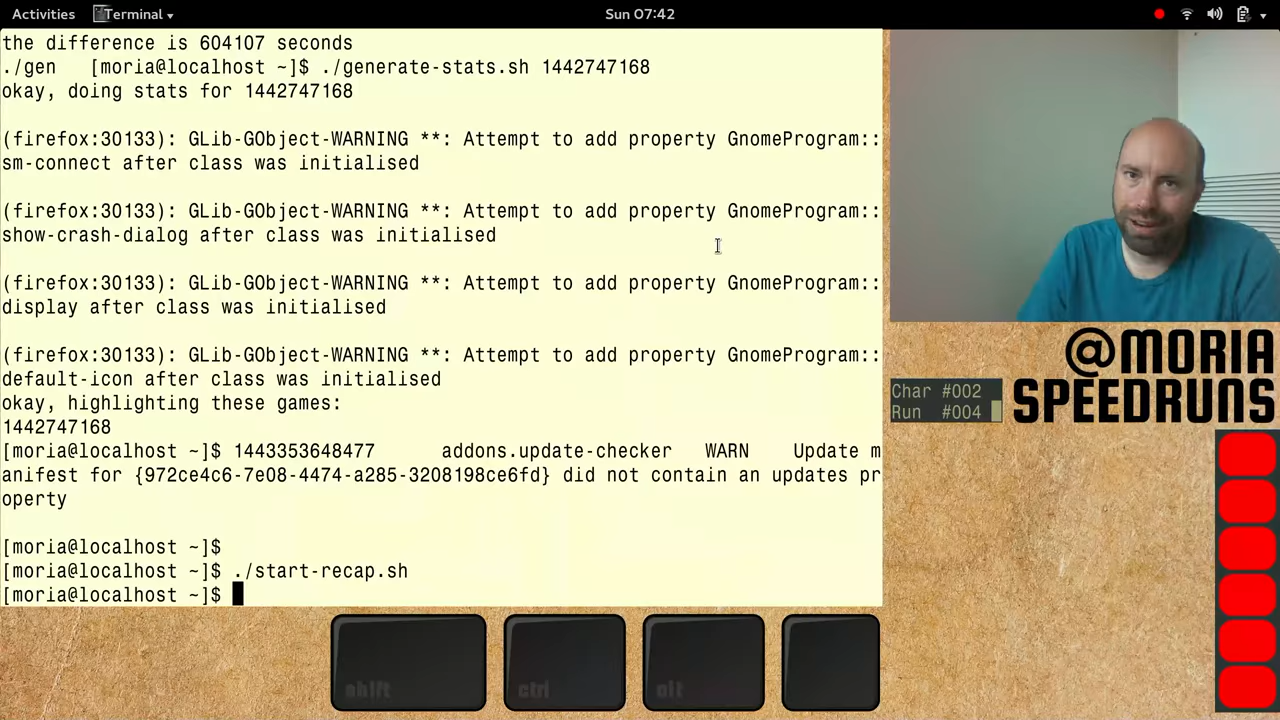 Activities Terminal Sun 07:42
the difference is 604107 seconds
./gen   [moria@localhost ~]$ ./generate-stats.sh 1442747168
okay, doing stats for 1442747168
(firefox:30133): GLib-GObject-WARNING **: Attempt to add property GnomeProgram::
sm-connect after class was initialised
(firefox:30133): GLib-GObject-WARNING **: Attempt to add property GnomeProgram::
show-crash-dialog after class was initialised
(firefox:30133): GLib-GObject-WARNING **: Attempt to add property GnomeProgram::
display after class was initialised
(firefox:30133): GLib-GObject-WARNING **: Attempt to add property GnomeProgram::
default-icon after class was initialised
okay, highlighting these games:
1442747168
[moria@localhost ~]$ 1443353648477      addons.update-checker   WARN    Update m
anifest for {972ce4c6-7e08-4474-a285-3208198ce6fd} did not contain an updates pr
operty
[moria@localhost ~]$
[moria@localhost ~]$ ./start-recap.sh
[moria@localhost ~]$
@MORIA
SPEEDRUNS
Char #002
Run  #004
shift
ctrl
alt